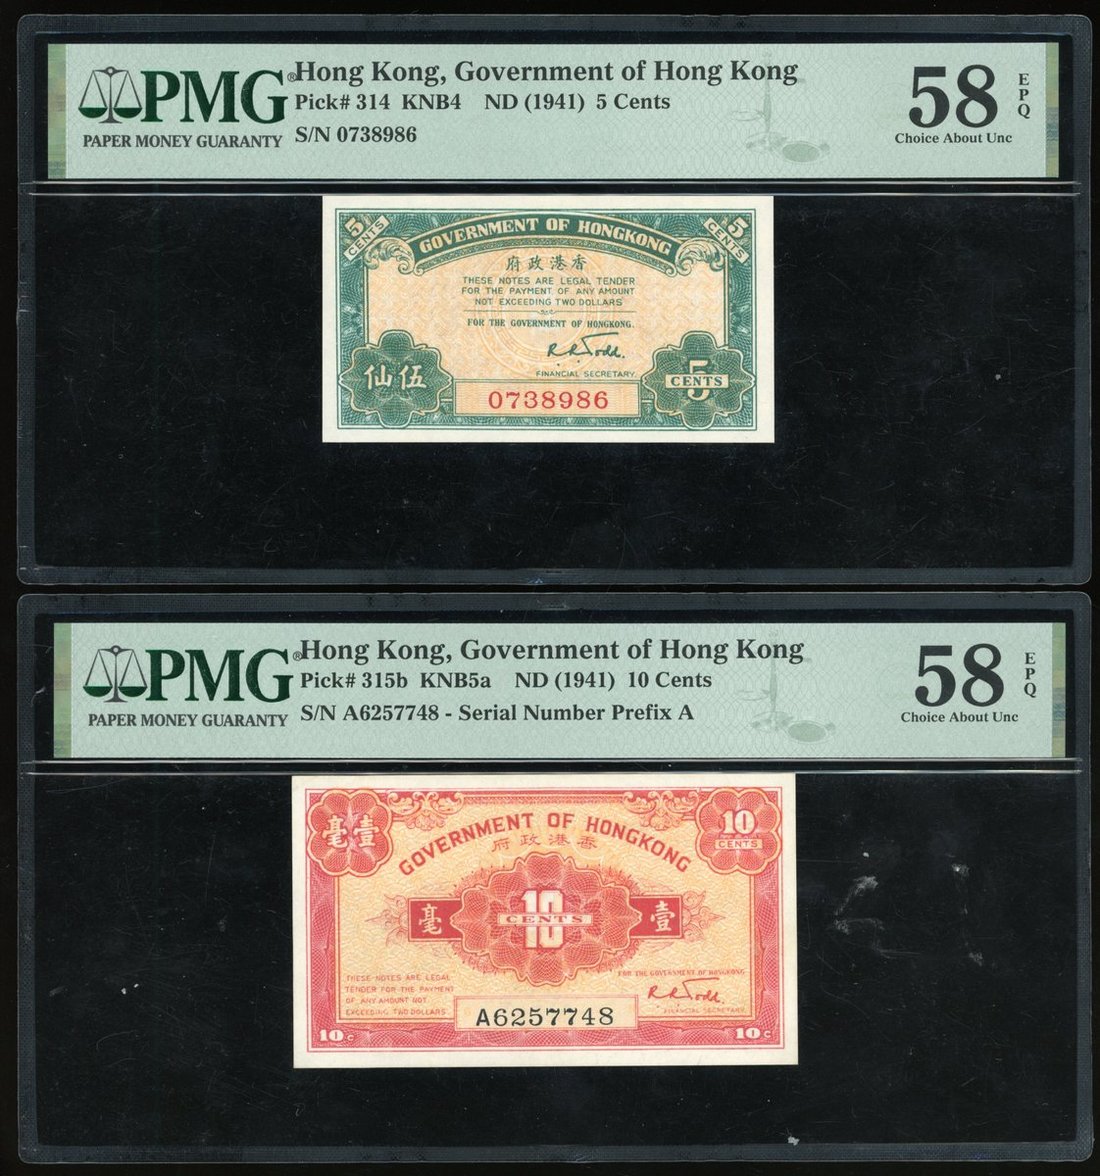 PMG®
PAPER MONEY GUARANTY
Hong Kong, Government of Hong Kong
Pick# 314 KNB4 ND (1941) 5 Cents
S/N 0738986
58 EPQ
Choice About Unc
5 CENTS
5 CENTS
GOVERNMENT OF HONGKONG
府政港香
THESE NOTES ARE LEGAL TENDER
FOR THE PAYMENT OF ANY AMOUNT
NOT EXCEEDING TWO DOLLARS
FOR THE GOVERNMENT OF HONGKONG.
R.R.Todd.
FINANCIAL SECRETARY.
仙伍
5 CENTS
0738986
PMG®
PAPER MONEY GUARANTY
Hong Kong, Government of Hong Kong
Pick# 315b KNB5a ND (1941) 10 Cents
S/N A6257748 - Serial Number Prefix A
58 EPQ
Choice About Unc
毫壹
10 CENTS
GOVERNMENT OF HONGKONG
府政港香
毫
10 CENTS
壹
THESE NOTES ARE LEGAL
TENDER FOR THE PAYMENT
OF ANY AMOUNT NOT
EXCEEDING TWO DOLLARS
FOR THE GOVERNMENT OF HONGKONG
R.R.Todd.
FINANCIAL SECRETARY.
A6257748
10 C
10 C